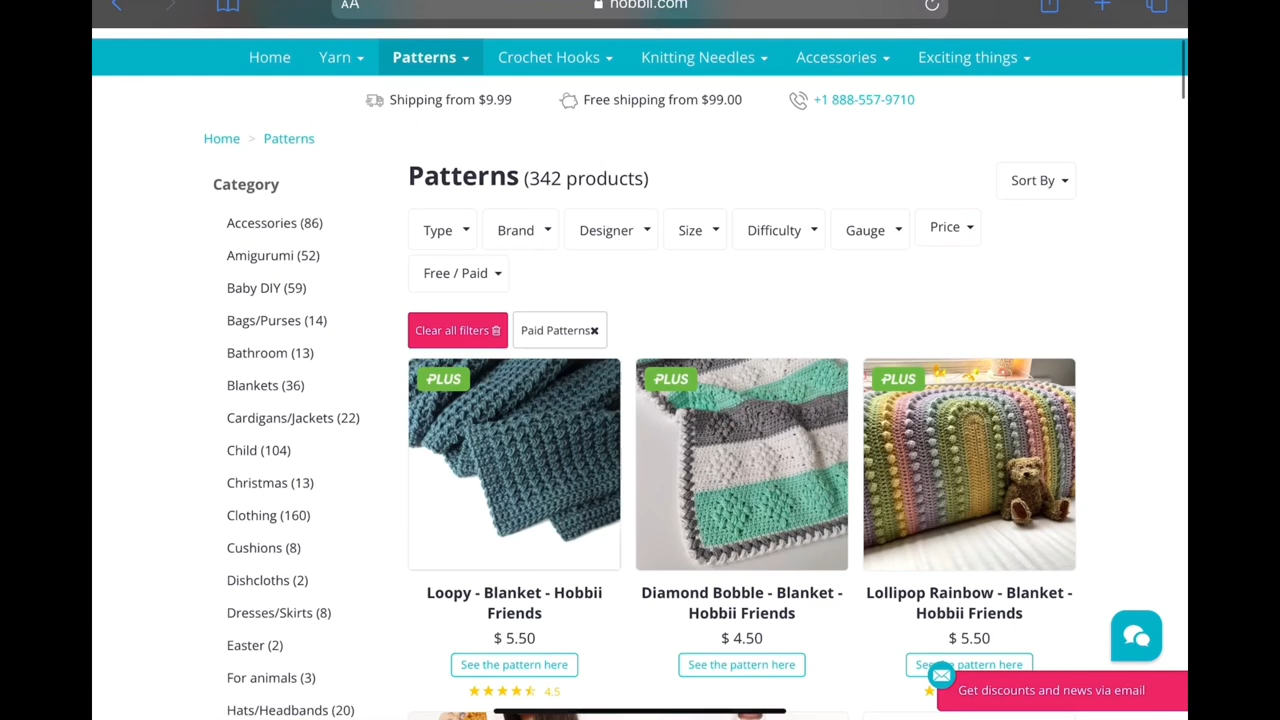 AA
hobbii.com
Home
Yarn
Patterns
Crochet Hooks
Knitting Needles
Accessories
Exciting things
Shipping from $9.99
Free shipping from $99.00
+1 888-557-9710
Home > Patterns
Category
Accessories (86)
Amigurumi (52)
Baby DIY (59)
Bags/Purses (14)
Bathroom (13)
Blankets (36)
Cardigans/Jackets (22)
Child (104)
Christmas (13)
Clothing (160)
Cushions (8)
Dishcloths (2)
Dresses/Skirts (8)
Easter (2)
For animals (3)
Hats/Headbands (20)
Patterns (342 products)
Sort By
Type
Brand
Designer
Size
Difficulty
Gauge
Price
Free / Paid
Clear all filters
Paid Patterns
PLUS
Loopy - Blanket - Hobbii
Friends
$ 5.50
See the pattern here
4.5
PLUS
Diamond Bobble - Blanket -
Hobbii Friends
$ 4.50
See the pattern here
PLUS
Lollipop Rainbow - Blanket -
Hobbii Friends
$ 5.50
See the pattern here
Get discounts and news via email